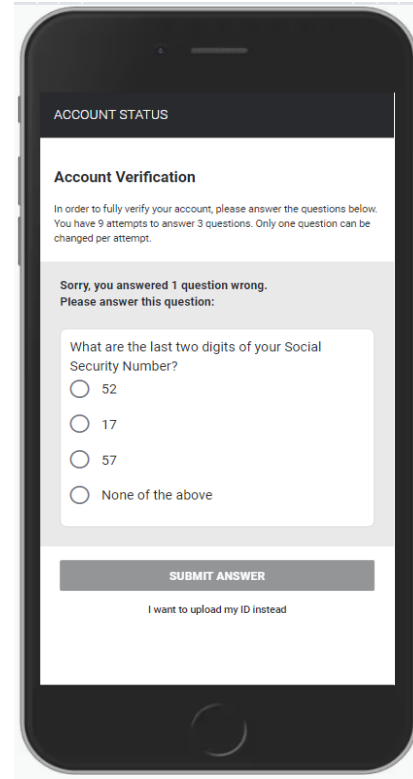 ACCOUNT STATUS
Account Verification
In order to fully verify your account, please answer the questions below.
You have 9 attempts to answer 3 questions. Only one question can be
changed per attempt.
Sorry, you answered 1 question wrong.
Please answer this question:
What are the last two digits of your Social
Security Number?
52
17
57
None of the above
SUBMIT ANSWER
I want to upload my ID instead